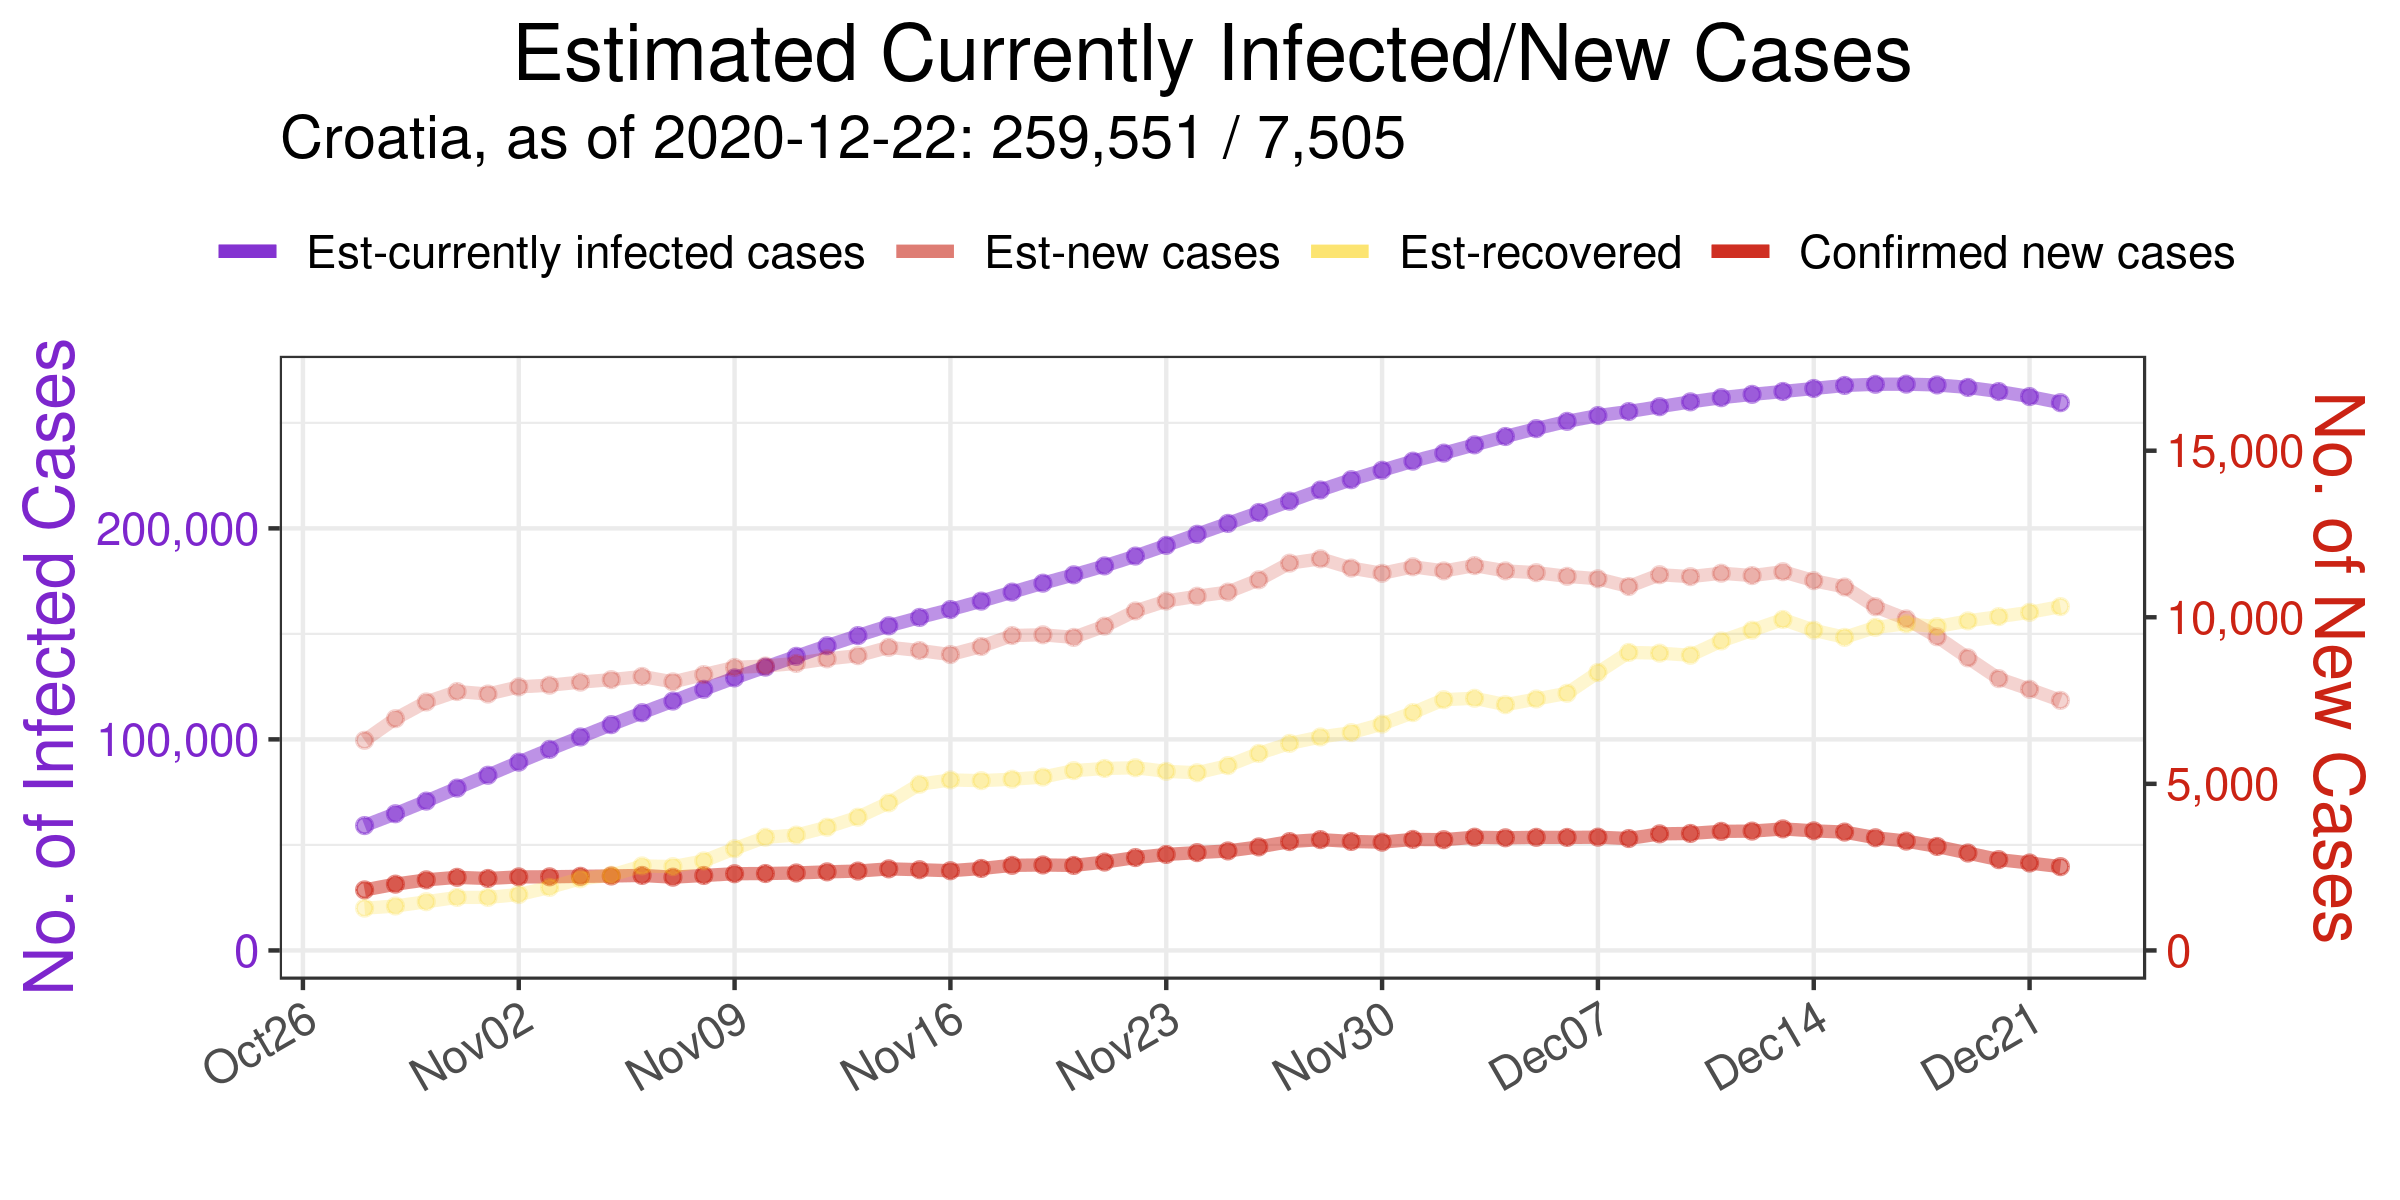 Estimated Currently Infected/New Cases
Croatia, as of 2020-12-22: 259,551 / 7,505
Est-currently infected cases Est-new cases Est-recovered Confirmed new cases
No. of Infected Cases
200,000
100,000
0
15,000
10,000
5,000
0
No. of New Cases
Oct26 Nov02 Nov09 Nov16 Nov23 Nov30 Dec07 Dec14 Dec21